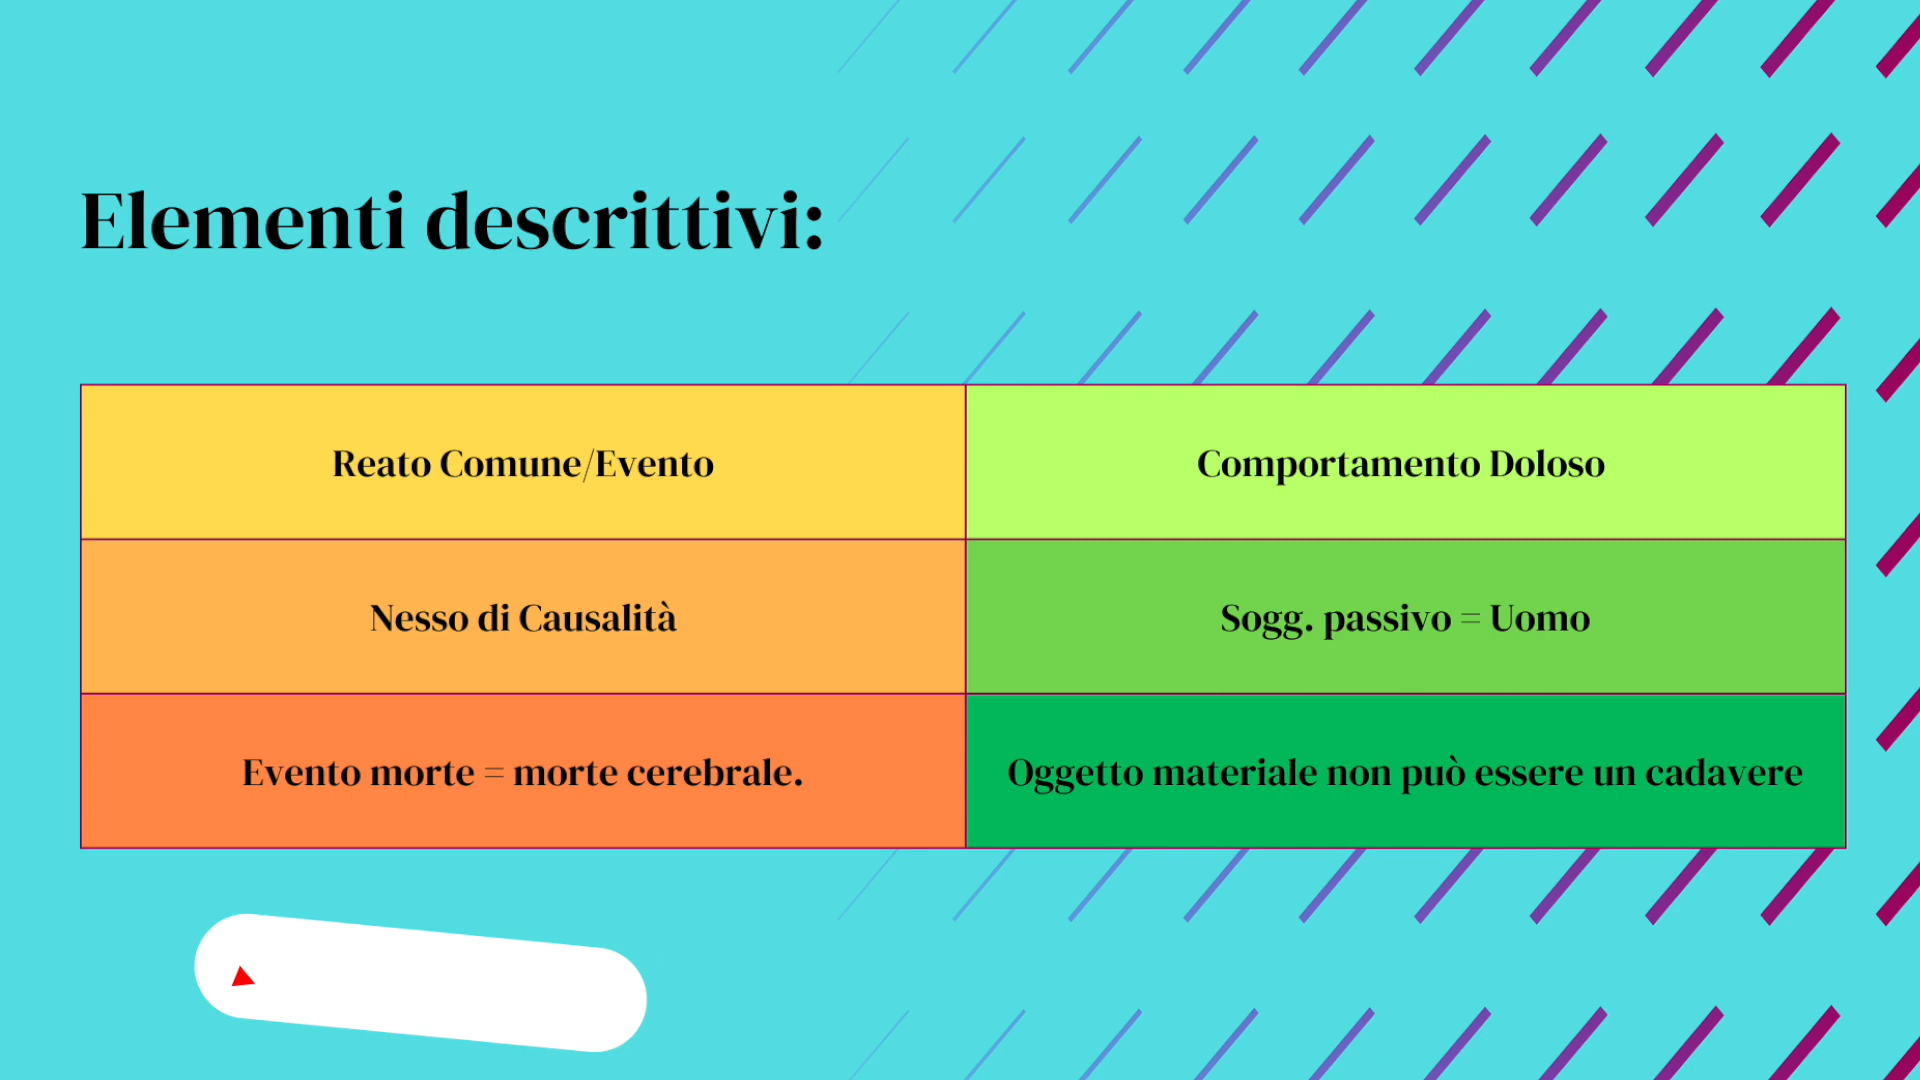 Elementi descrittivi:
Reato Comune/Evento
Comportamento Doloso
Nesso di Causalità
Sogg. passivo = Uomo
Evento morte = morte cerebrale.
Oggetto materiale non può essere un cadavere